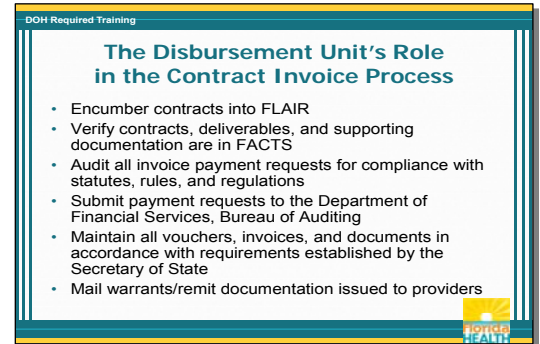 DOH Required Training
The Disbursement Unit's Role
in the Contract Invoice Process
• Encumber contracts into FLAIR
• Verify contracts, deliverables, and supporting
documentation are in FACTS
• Audit all invoice payment requests for compliance with
statutes, rules, and regulations
• Submit payment requests to the Department of
Financial Services, Bureau of Auditing
• Maintain all vouchers, invoices, and documents in
accordance with requirements established by the
Secretary of State
• Mail warrants/remit documentation issued to providers
Florida
HEALTH